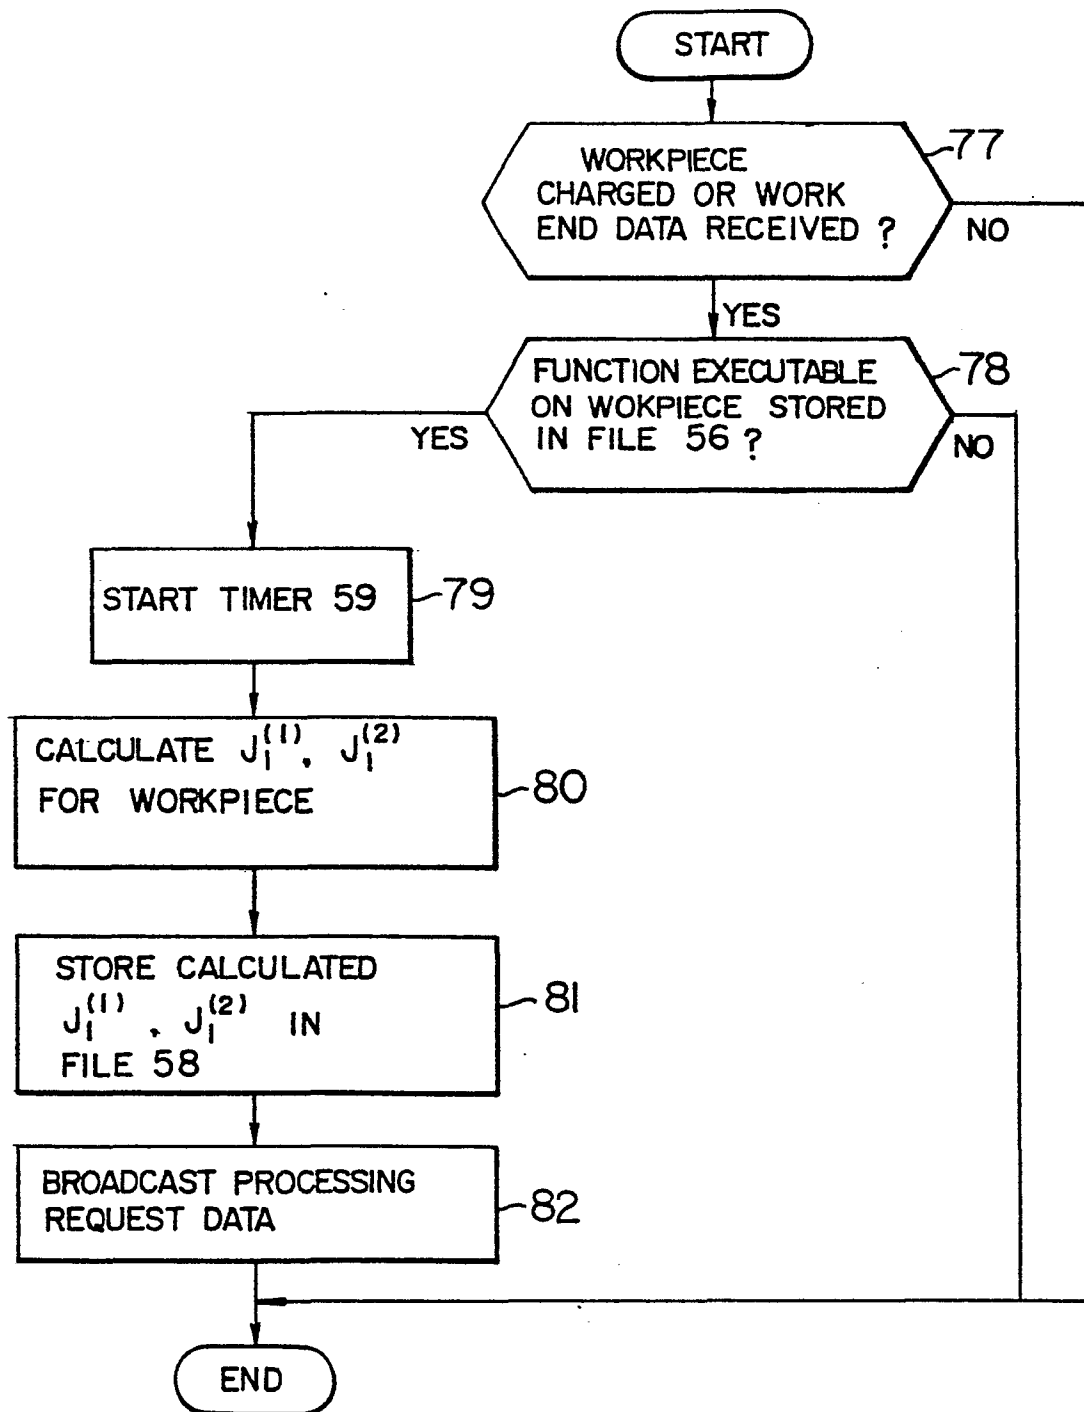 START
WORKPIECE
CHARGED OR WORK
END DATA RECEIVED ?
77
NO
YES
FUNCTION EXECUTABLE
ON WOKPIECE STORED
IN FILE 56 ?
78
YES
NO
START TIMER 59
79
CALCULATE J₁⁽¹⁾, J₁⁽²⁾
FOR WORKPIECE
80
STORE CALCULATED
J₁⁽¹⁾, J₁⁽²⁾ IN
FILE 58
81
BROADCAST PROCESSING
REQUEST DATA
82
END